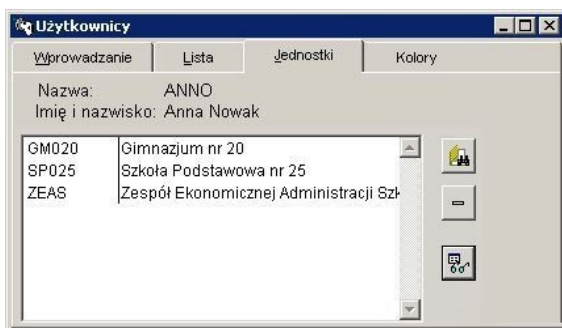 Użytkownicy
Wprowadzanie Lista Jednostki Kolory
Nazwa: ANNO
Imię i nazwisko: Anna Nowak
GM020 Gimnazjum nr 20
SP025 Szkoła Podstawowa nr 25
ZEAS Zespół Ekonomicznej Administracji Szk